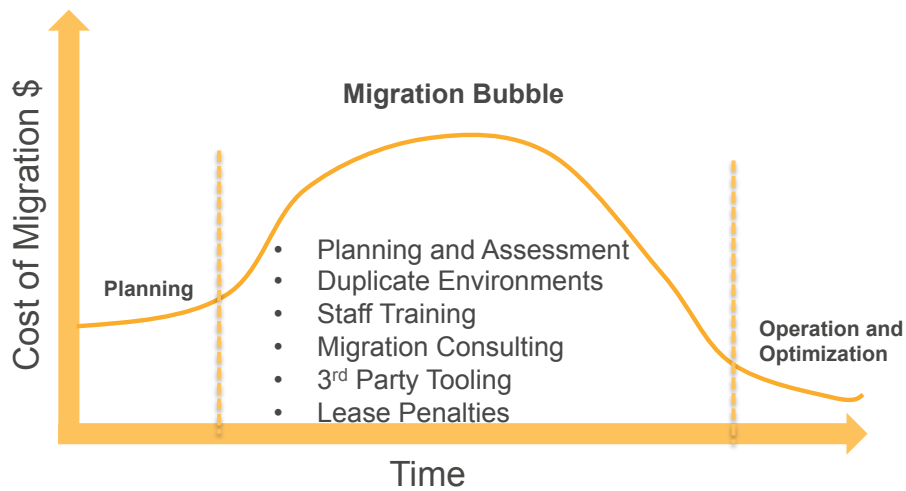 Cost of Migration $
Migration Bubble
Planning
• Planning and Assessment
• Duplicate Environments
• Staff Training
• Migration Consulting
• 3rd Party Tooling
• Lease Penalties
Operation and
Optimization
Time